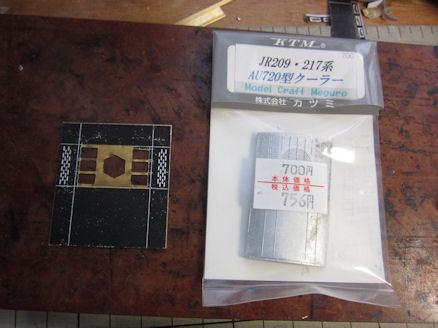 KTM
700
JR209・217系
AU720型クーラー
Model Craft Meguro
株式会社 カツミ
700円
本体価格
税込価格
756円